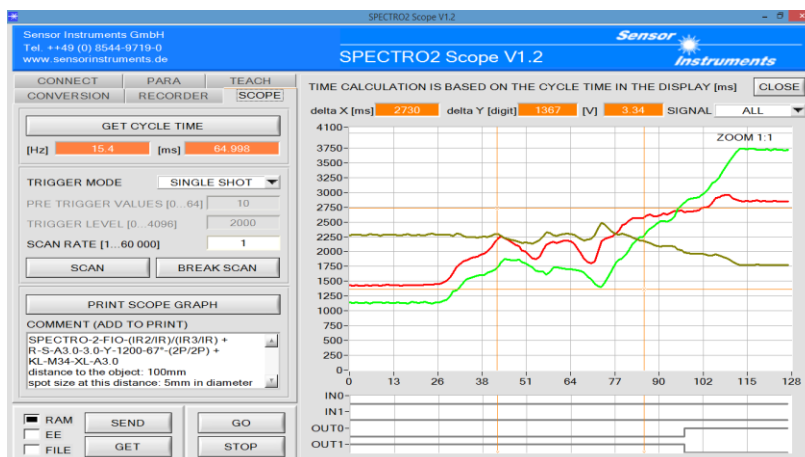 SPECTRO2 Scope V1.2
Sensor Instruments GmbH
Tel. ++49 (0) 8544-9719-0
www.sensorinstruments.de
SPECTRO2 Scope V1.2
Sensor
Instruments
CONNECT PARA TEACH
CONVERSION RECORDER SCOPE
GET CYCLE TIME
[Hz] 15.4 [ms] 64.998
TRIGGER MODE SINGLE SHOT
PRE TRIGGER VALUES [0..64] 10
TRIGGER LEVEL [0...4096] 2000
SCAN RATE [1...60 000] 1
SCAN BREAK SCAN
PRINT SCOPE GRAPH
COMMENT (ADD TO PRINT)
SPECTRO-2-FIO-(IR2/IR)/(IR3/IR) +
R-S-A3.0-3.0-Y-1200-67°-(2P/2P) +
KL-M34-XL-A3.0
distance to the object: 100mm
spot size at this distance: 5mm in diameter
RAM
EE
FILE
SEND GO
GET STOP
TIME CALCULATION IS BASED ON THE CYCLE TIME IN THE DISPLAY [ms] CLOSE
delta X [ms] 2730 delta Y [digit] 1367 [V] 3.34 SIGNAL ALL
ZOOM 1:1
4100
3750
3500
3250
3000
2750
2500
2250
2000
1750
1500
1250
1000
750
500
250
0
0 13 26 38 51 64 77 90 102 115 128
IN0
IN1
OUT0
OUT1